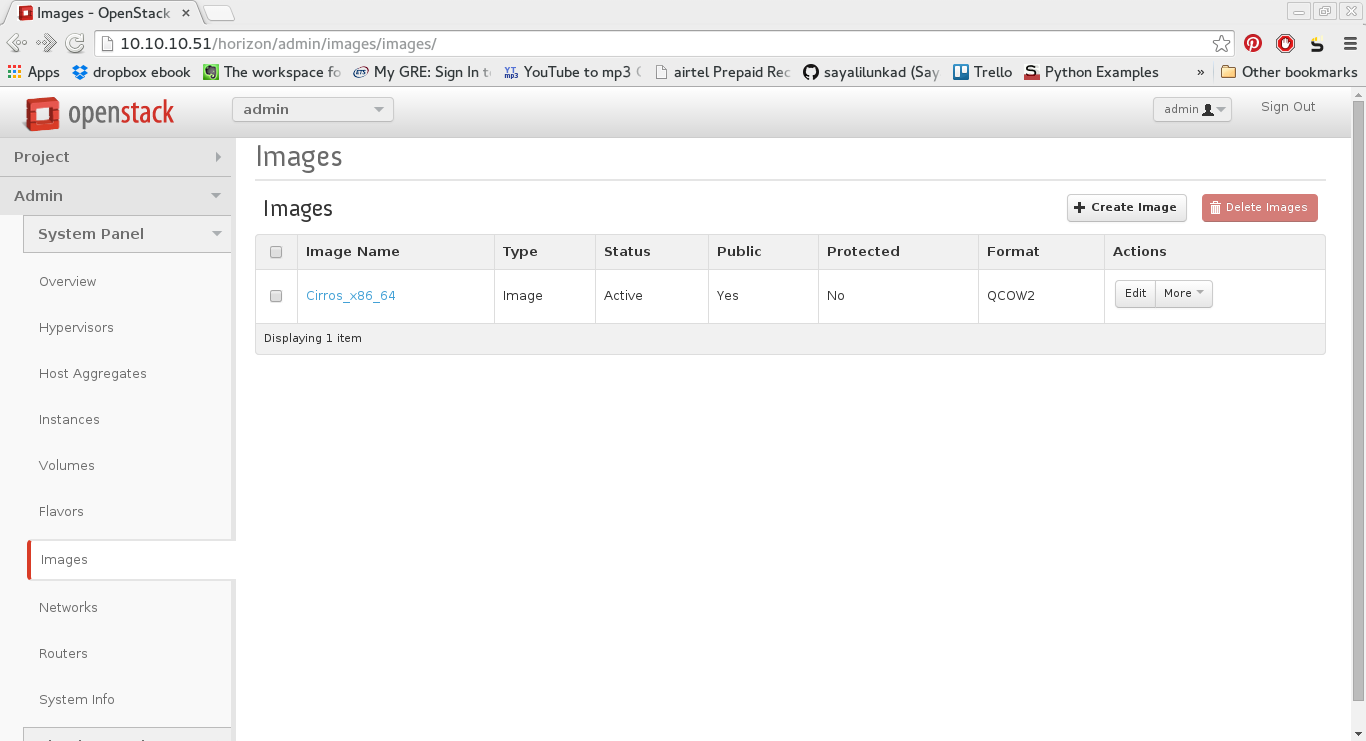 Images - OpenStack
10.10.10.51/horizon/admin/images/images/
Apps dropbox ebook The workspace fo My GRE: Sign In t YouTube to mp3 airtel Prepaid Rec sayalilunkad (Say Trello Python Examples » Other bookmarks
openstack admin admin Sign Out
Project
Admin
System Panel
Overview
Hypervisors
Host Aggregates
Instances
Volumes
Flavors
Images
Networks
Routers
System Info
Images
Images Create Image Delete Images
Image Name Type Status Public Protected Format Actions
Cirros_x86_64 Image Active Yes No QCOW2 Edit More
Displaying 1 item